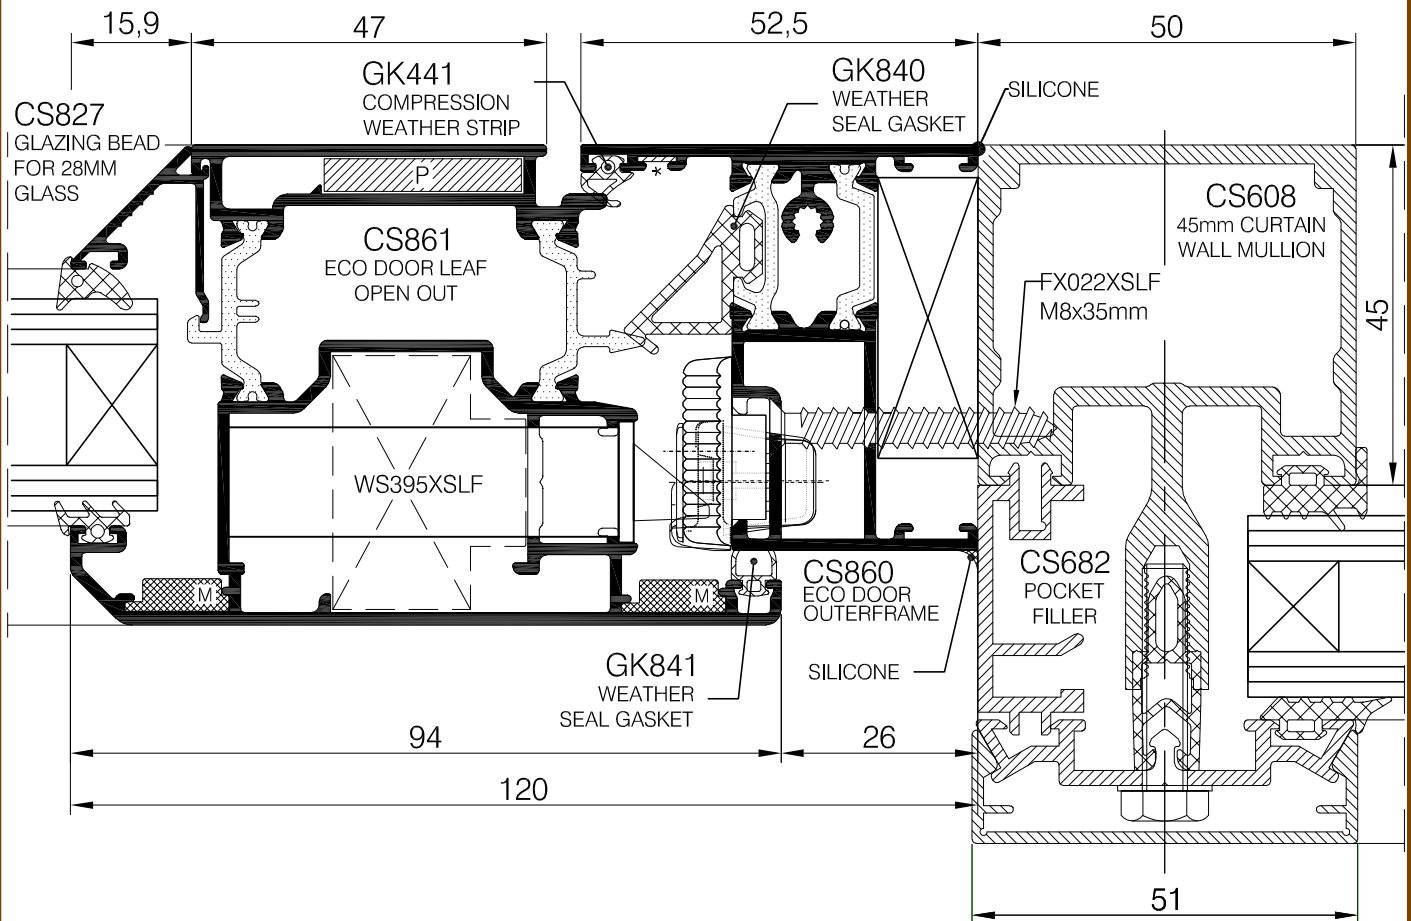 15,9
47
52,5
50
GK441
COMPRESSION
WEATHER STRIP
GK840
WEATHER
SEAL GASKET
SILICONE
CS827
GLAZING BEAD
FOR 28MM
GLASS
P
*
CS608
45mm CURTAIN
WALL MULLION
CS861
ECO DOOR LEAF
OPEN OUT
FX022XSLF
M8x35mm
45
WS395XSLF
CS682
POCKET
FILLER
CS860
ECO DOOR
OUTERFRAME
M
M
GK841
WEATHER
SEAL GASKET
SILICONE
94
26
120
51